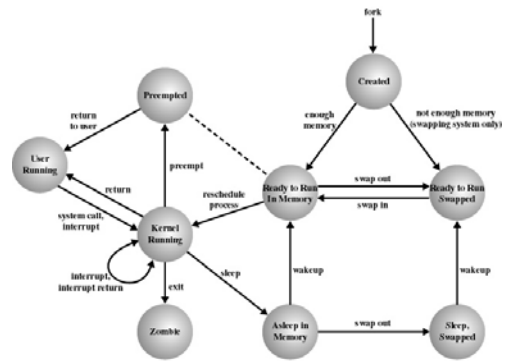 fork
Created
Preempted
enough
memory
not enough memory
(swapping system only)
return
to user
User
Running
preempt
return
reschedule
process
Ready to Run
In Memory
swap out
swap in
Ready to Run
Swapped
system call,
interrupt
Kernel
Running
interrupt,
interrupt return
sleep
wakeup
wakeup
exit
Zombie
Asleep in
Memory
swap out
Sleep,
Swapped